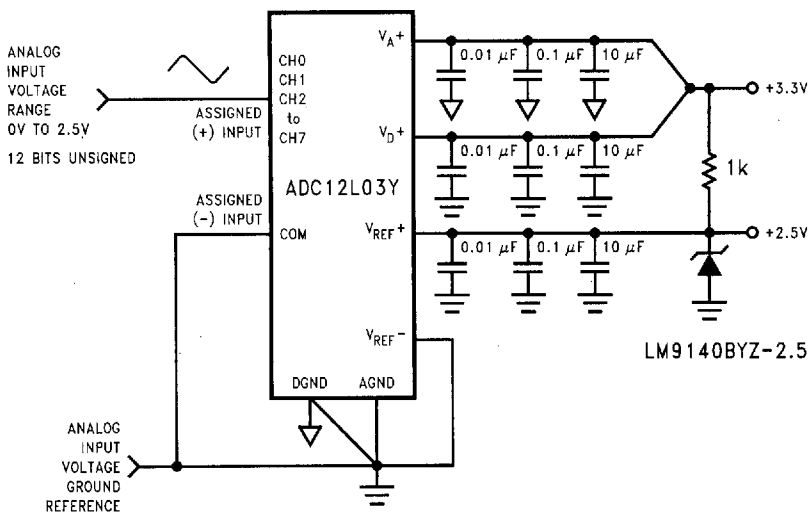 ANALOG
INPUT
VOLTAGE
RANGE
0V TO 2.5V
12 BITS UNSIGNED
ASSIGNED
(+) INPUT
ASSIGNED
(-) INPUT
ANALOG
INPUT
VOLTAGE
GROUND
REFERENCE
CH0
CH1
CH2
to
CH7
ADC12L03Y
COM
DGND
AGND
VA+
VD+
VREF+
VREF-
0.01 µF
0.1 µF
10 µF
0.01 µF
0.1 µF
10 µF
0.01 µF
0.1 µF
10 µF
+3.3V
1k
+2.5V
LM9140BYZ-2.5